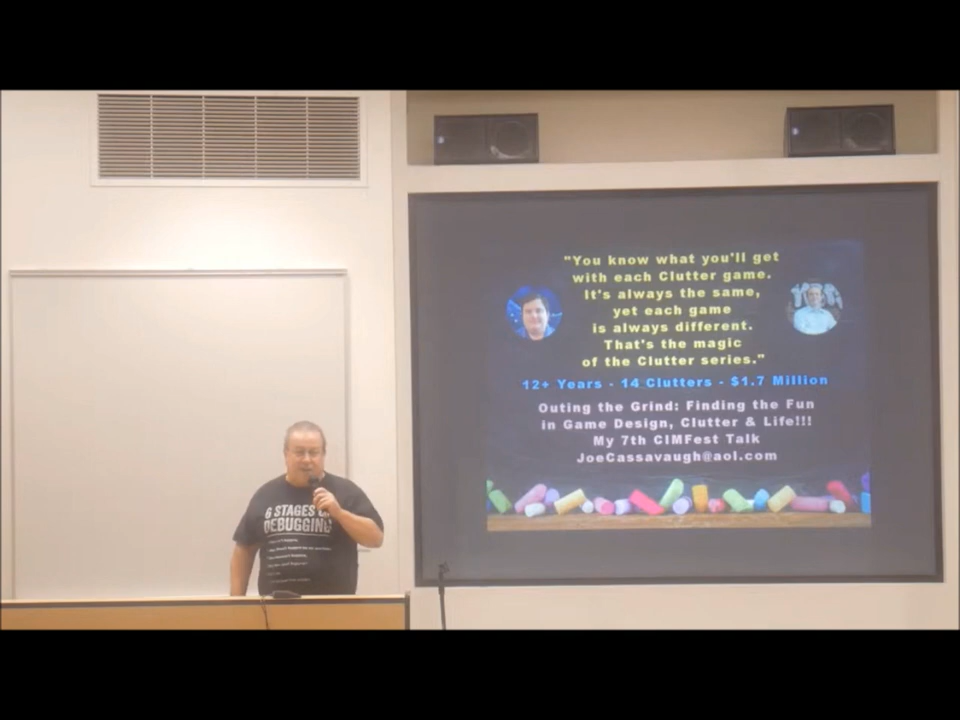 "You know what you'll get
with each Clutter game.
It's always the same,
yet each game
is always different.
That's the magic
of the Clutter series."
12+ Years - 14 Clutters - $1.7 Million
Outing the Grind: Finding the Fun
in Game Design, Clutter & Life!!!
My 7th CIMFest Talk
JoeCassavaugh@aol.com
6 STAGES OF
DEBUGGING